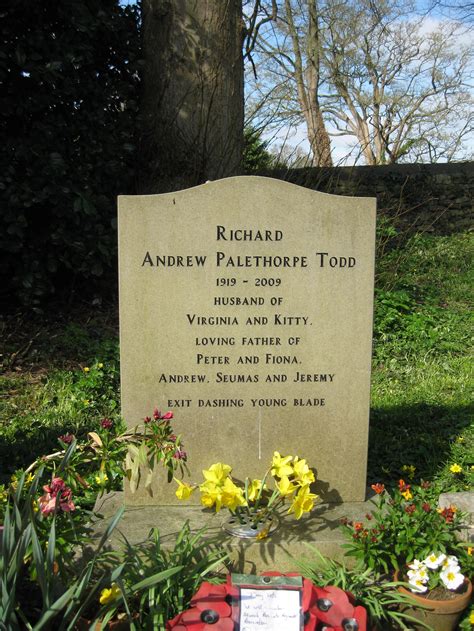 RICHARD
ANDREW PALETHORPE TODD
1919 - 2009
HUSBAND OF
VIRGINIA AND KITTY,
LOVING FATHER OF
PETER AND FIONA,
ANDREW, SEUMAS AND JEREMY
EXIT DASHING YOUNG BLADE